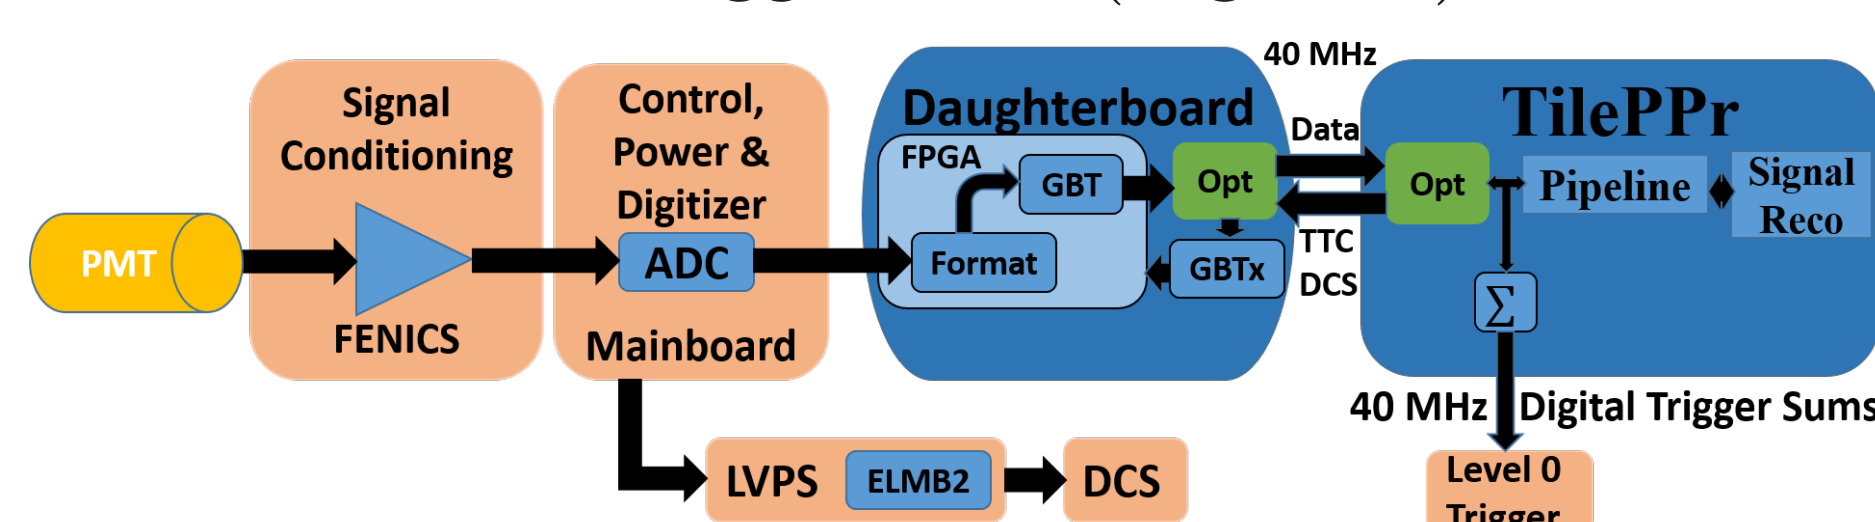 PMT
Signal
Conditioning
FENICS
Control,
Power &
Digitizer
ADC
Mainboard
LVPS
ELMB2
DCS
Daughterboard
FPGA
GBT
Format
Opt
GBTx
40 MHz
Data
TTC
DCS
TilePPr
Opt
Pipeline
Signal
Reco
∑
40 MHz Digital Trigger Sums
Level 0
Trigger